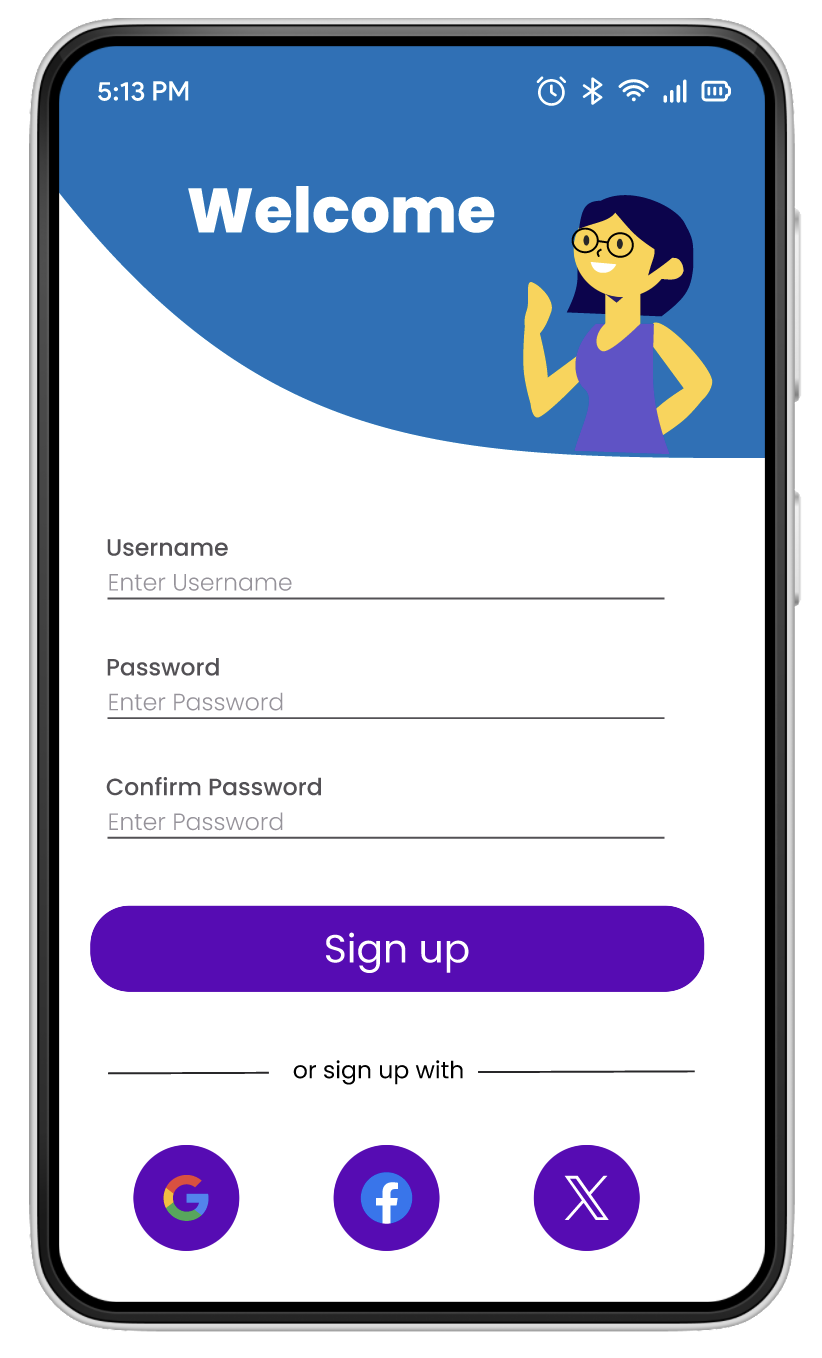 5:13 PM
Welcome
Username
Enter Username
Password
Enter Password
Confirm Password
Enter Password
Sign up
or sign up with